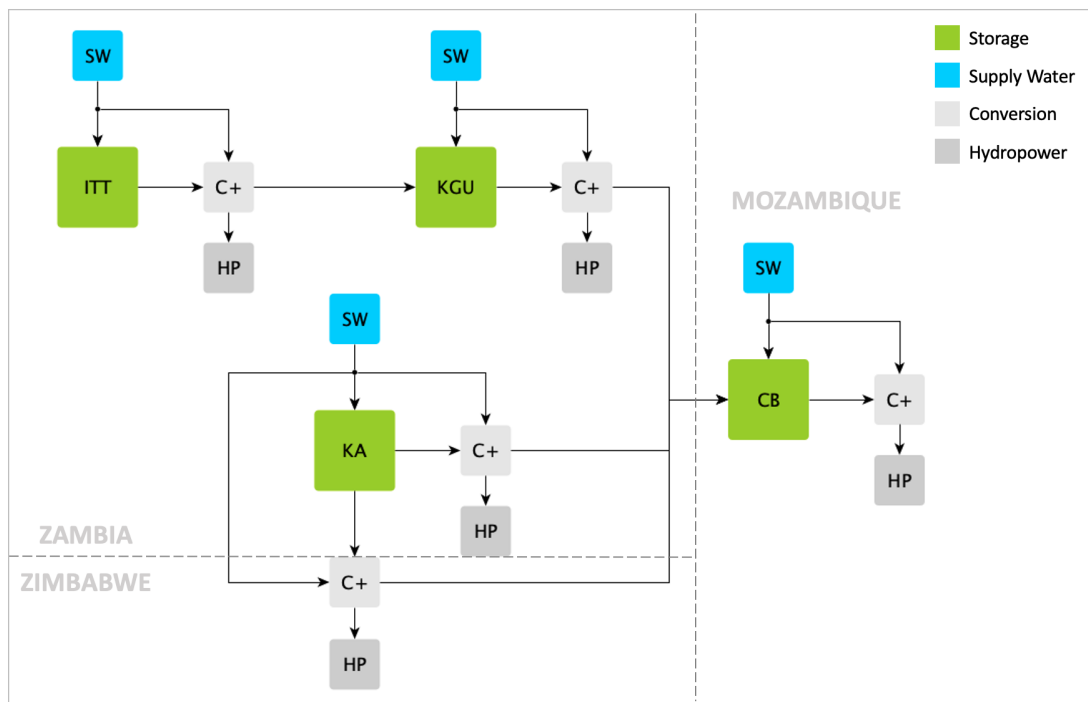 SW
SW
Storage
Supply Water
Conversion
Hydropower
ITT
C+
KGU
C+
MOZAMBIQUE
HP
HP
SW
SW
CB
C+
KA
C+
HP
HP
ZAMBIA
ZIMBABWE
C+
HP